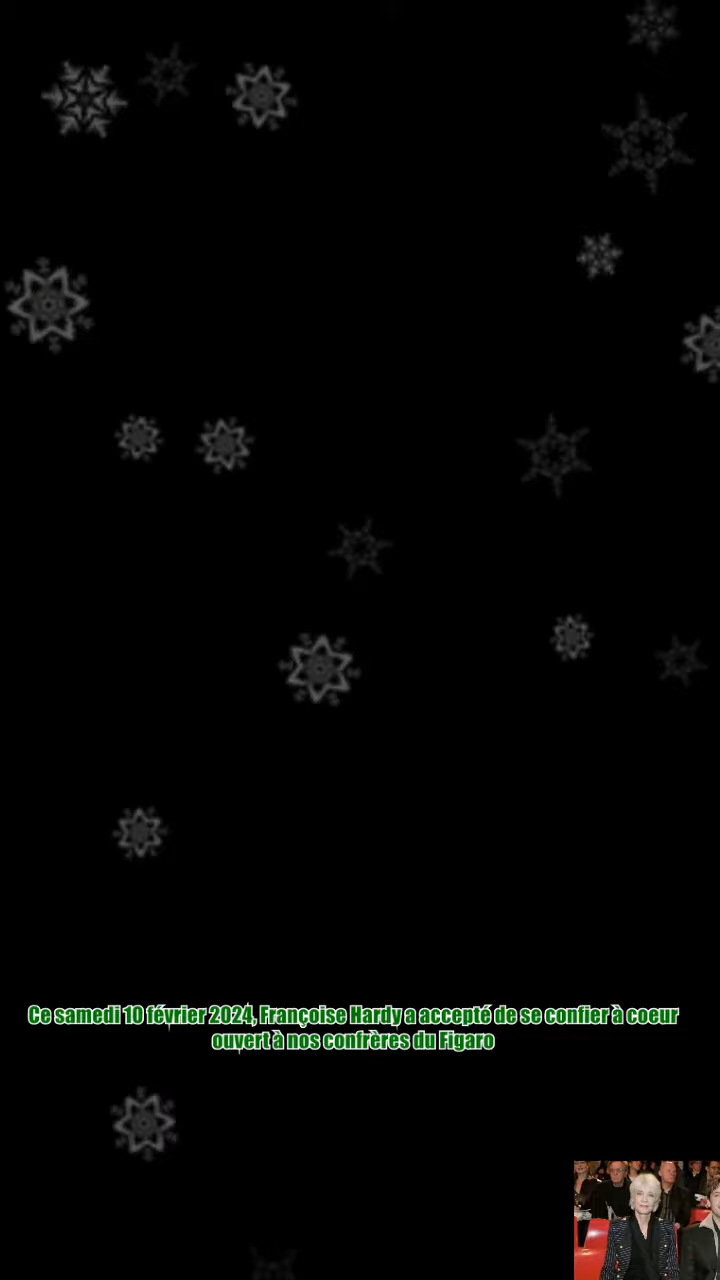 Ce samedi 10 février 2024, Françoise Hardy a accepté de se confier à coeur
ouvert à nos confrères du Figaro